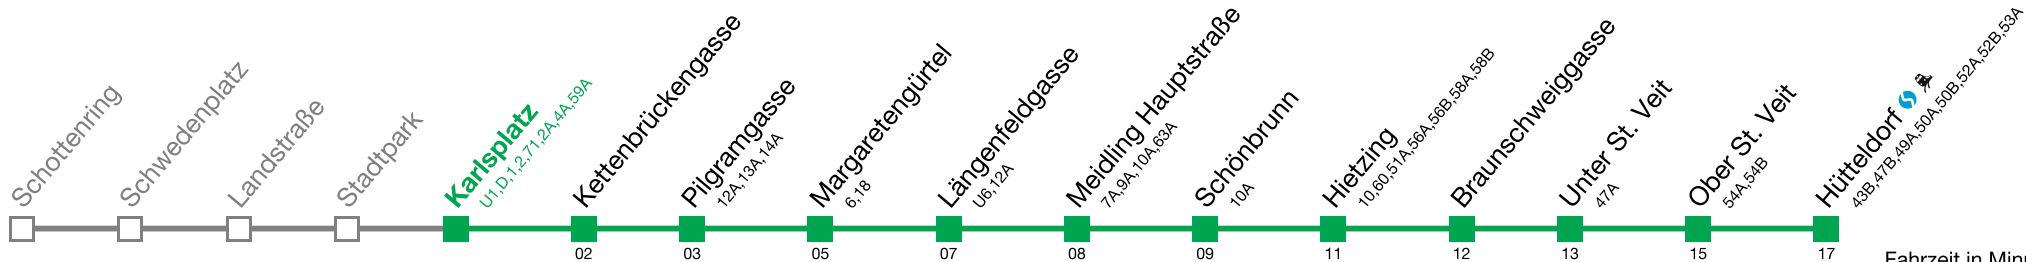 Schottenring
Schwedenplatz
Landstraße
Stadtpark
Karlsplatz
U1,D,1,2,71,2A,4A,59A
Kettenbrückengasse
Pilgramgasse
12A,13A,14A
Margaretengürtel
6,18
Längenfeldgasse
U6,12A
Meidling Hauptstraße
7A,9A,10A,63A
Schönbrunn
10A
Hietzing
10,60,51A,56A,56B,58A,58B
Braunschweiggasse
Unter St. Veit
47A
Ober St. Veit
54A,54B
Hütteldorf
43B,47B,49A,50A,50B,52A,52B,53A
02 03 05 07 08 09 11 12 13 15 17
Fahrzeit in